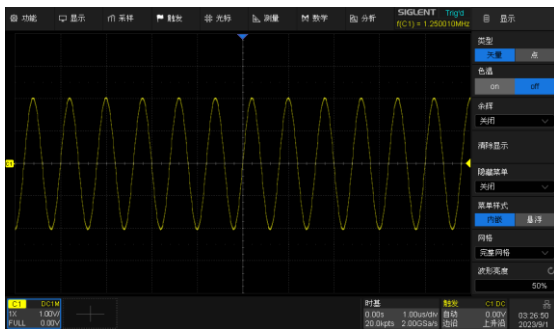 功能 显示 采样 触发 光标 测量 数学 分析 SIGLENT Trig'd 显示
f(C1) = 1.250010MHz
类型
矢量 点
色温
on off
余辉
关闭
清除显示
隐藏菜单
关闭
菜单样式
内嵌 悬浮
网格
完整网格
波形亮度
50%
C1
C1 DC1M 时基 触发 C1 DC
1X 1.00V/ 0.00s 1.00us/div 自动 0.00V 03:26:50
FULL 0.00V 20.0kpts 2.00GSa/s 边沿 上升沿 2023/9/1